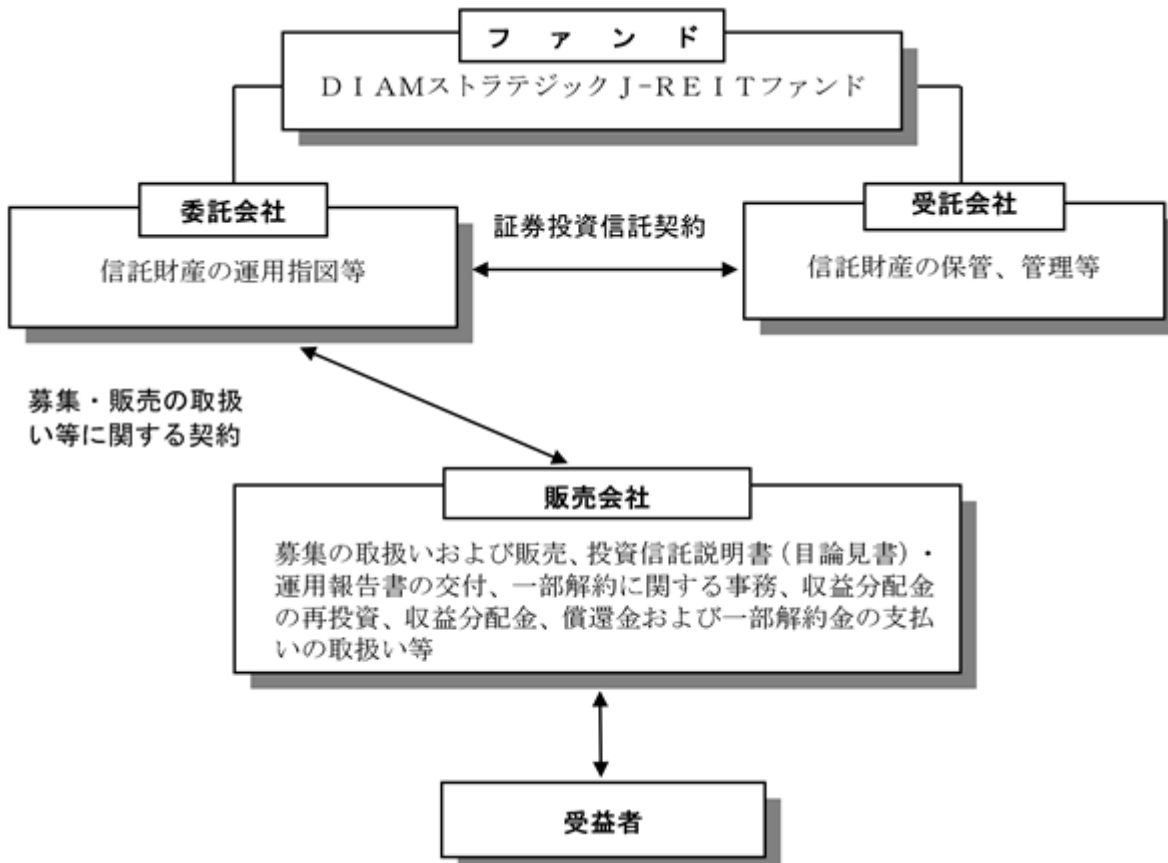 ファンド
DIAMストラテジックJ-REITファンド
委託会社
受託会社
証券投資信託契約
信託財産の運用指図等
信託財産の保管、管理等
募集・販売の取扱
い等に関する契約
販売会社
募集の取扱いおよび販売、投資信託説明書(目論見書)・
運用報告書の交付、一部解約に関する事務、収益分配金
の再投資、収益分配金、償還金および一部解約金の支払
いの取扱い等
受益者